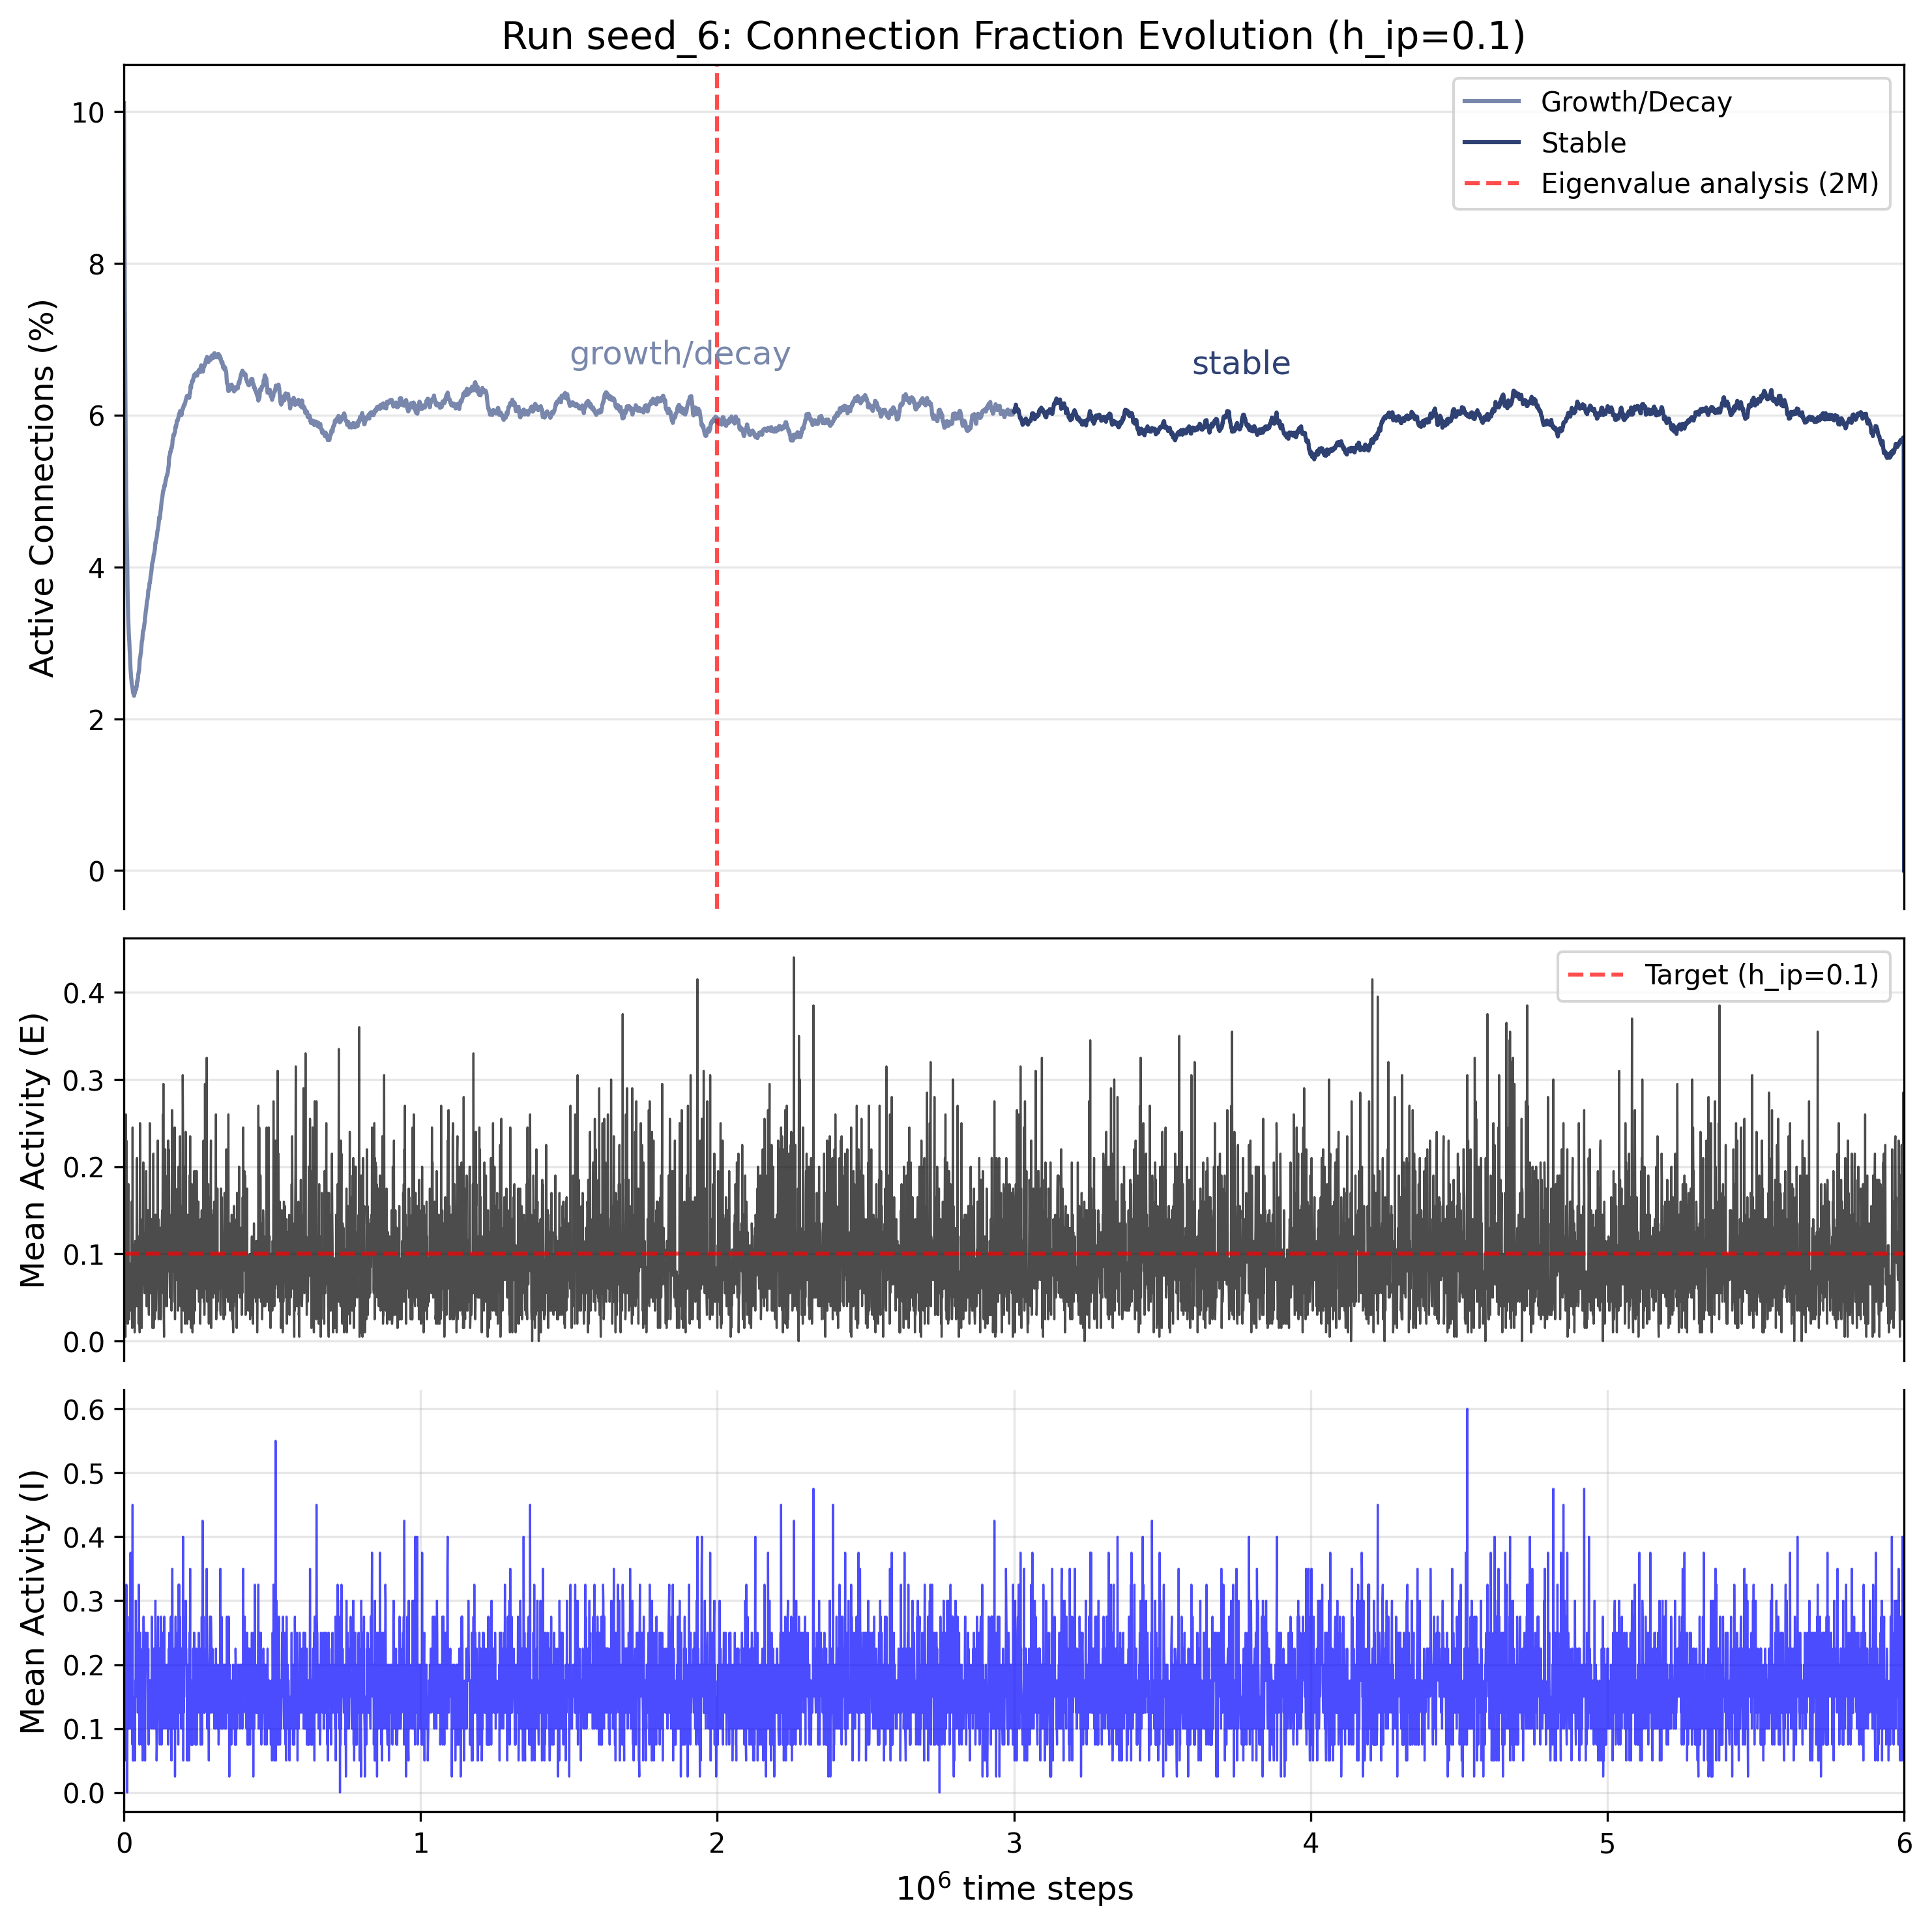 Run seed_6: Connection Fraction Evolution (h_ip=0.1)
Active Connections (%)
10
8
6
4
2
0
Growth/Decay
Stable
Eigenvalue analysis (2M)
growth/decay
stable
Mean Activity (E)
0.4
0.3
0.2
0.1
0.0
Target (h_ip=0.1)
Mean Activity (I)
0.6
0.5
0.4
0.3
0.2
0.1
0.0
0 1 2 3 4 5 6
10⁶ time steps